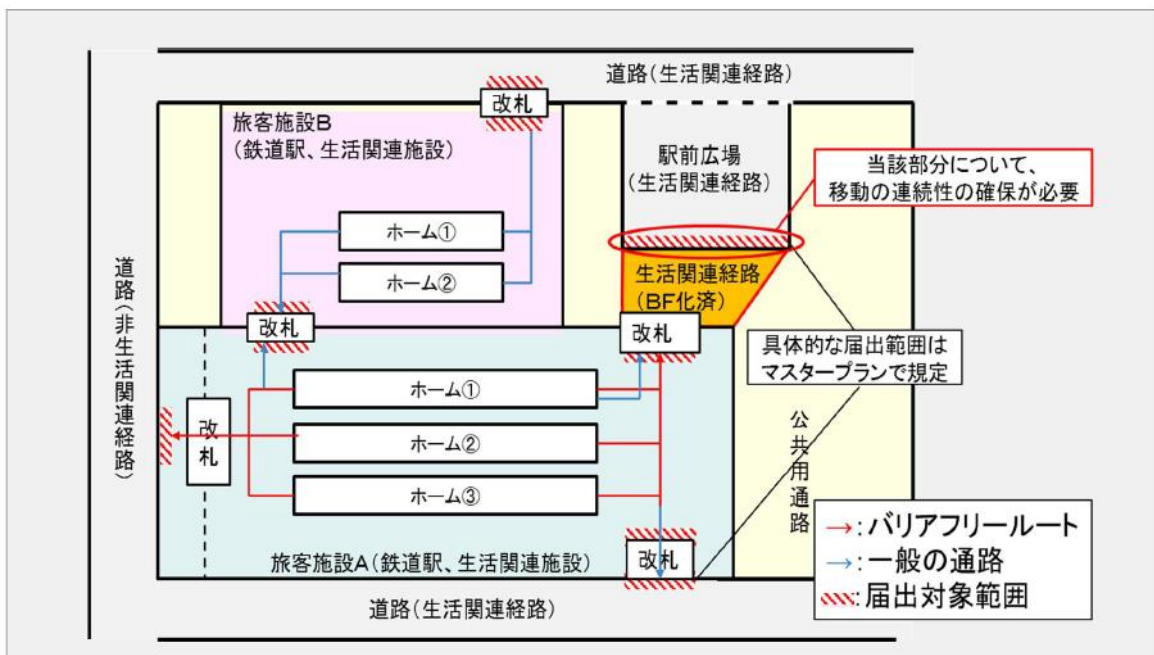 道路(生活関連経路)
改札
旅客施設B
(鉄道駅、生活関連施設)
駅前広場
(生活関連経路)
当該部分について、
移動の連続性の確保が必要
ホーム①
ホーム②
生活関連経路
(BF化済)
道路(非生活関連経路)
改札
改札
具体的な届出範囲は
マスタープランで規定
ホーム①
改札
ホーム②
ホーム③
公共用通路
改札
旅客施設A(鉄道駅、生活関連施設)
道路(生活関連経路)
→:バリアフリールート
→:一般の通路
:届出対象範囲